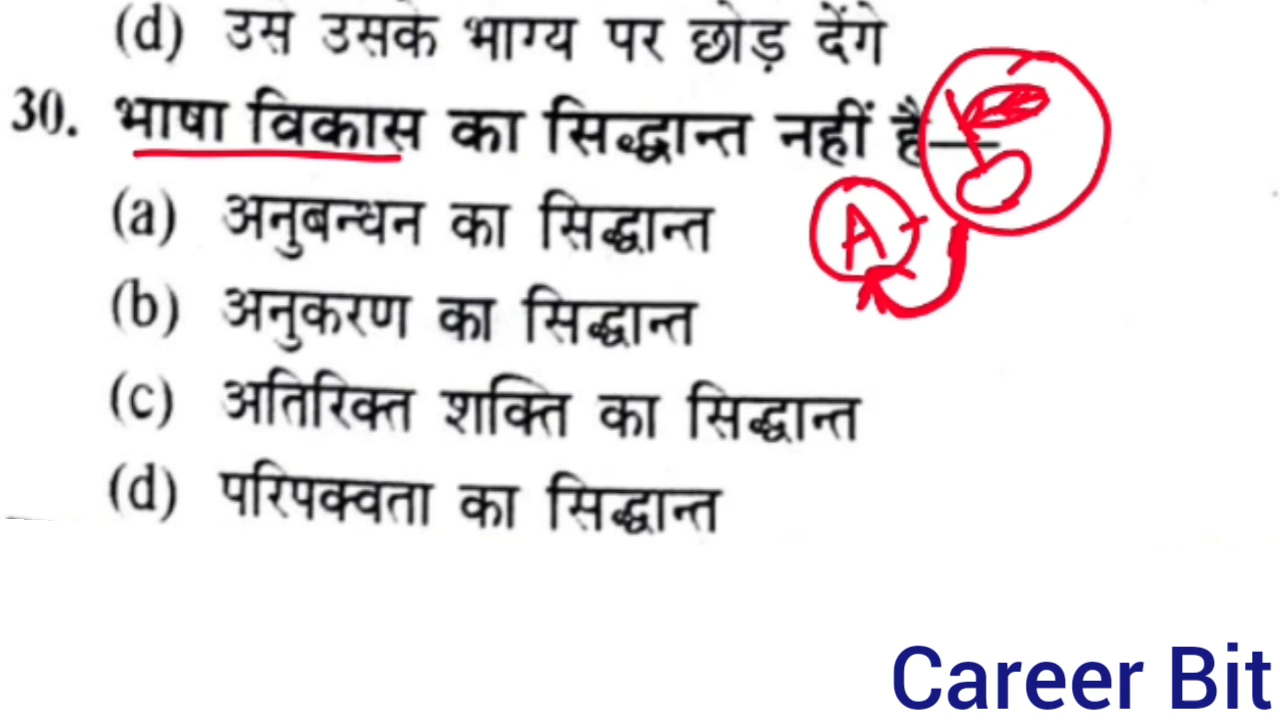 (d) उसे उसके भाग्य पर छोड़ देंगे
30. भाषा विकास का सिद्धान्त नहीं है—
(a) अनुबन्धन का सिद्धान्त
A
(b) अनुकरण का सिद्धान्त
(c) अतिरिक्त शक्ति का सिद्धान्त
(d) परिपक्वता का सिद्धान्त
Career Bit